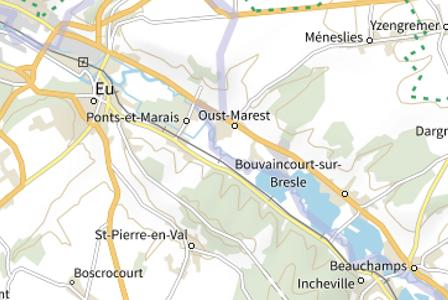 Yzengremer
Méneslies
Eu
Ponts-et-Marais
Oust-Marest
Dargn
Bouvaincourt-sur-
Bresle
St-Pierre-en-Val
Beauchamps
Boscrocourt
Incheville
nt